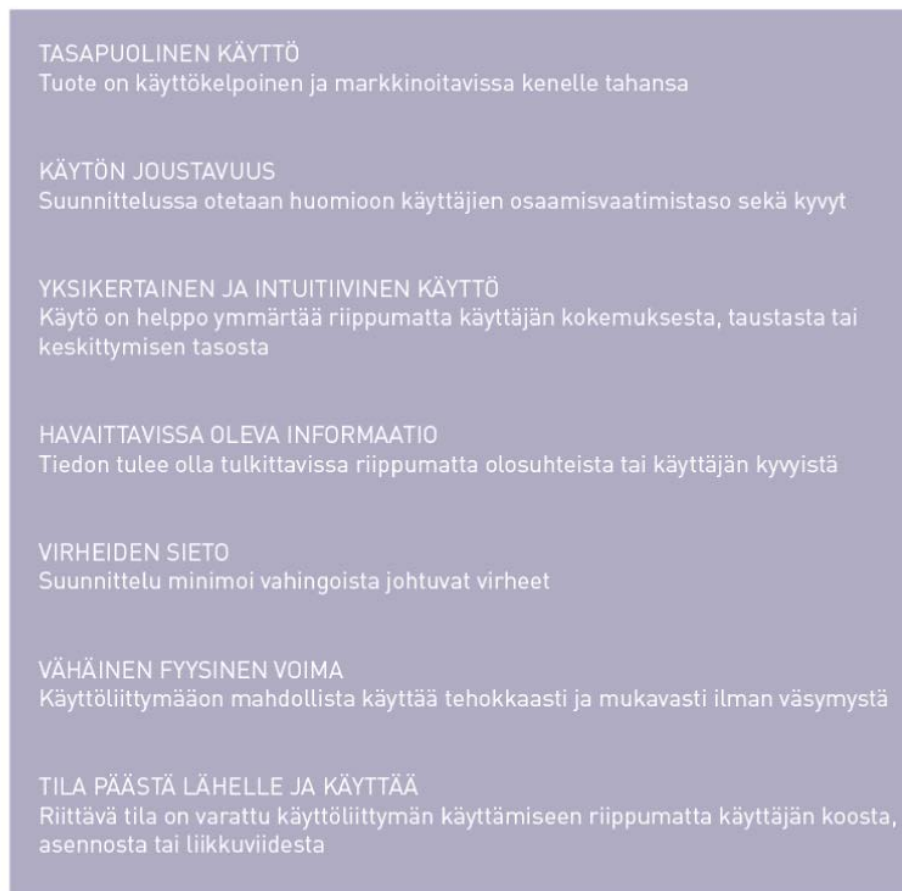 TASAPUOLINEN KÄYTTÖ
Tuote on käyttökelpoinen ja markkinoitavissa kenelle tahansa
KÄYTÖN JOUSTAVUUS
Suunnittelussa otetaan huomioon käyttäjien osaamisvaatimistaso sekä kyvyt
YKSIKERTAINEN JA INTUITIIVINEN KÄYTTÖ
Käytö on helppo ymmärtää riippumatta käyttäjän kokemuksesta, taustasta tai
keskittymisen tasosta
HAVAITTAVISSA OLEVA INFORMAATIO
Tiedon tulee olla tulkittavissa riippumatta olosuhteista tai käyttäjän kyvyistä
VIRHEIDEN SIETO
Suunnittelu minimoi vahingoista johtuvat virheet
VÄHÄINEN FYYSINEN VOIMA
Käyttöliittymääon mahdollista käyttää tehokkaasti ja mukavasti ilman väsymystä
TILA PÄÄSTÄ LÄHELLE JA KÄYTTÄÄ
Riittävä tila on varattu käyttöliittymän käyttämiseen riippumatta käyttäjän koosta,
asennosta tai liikkuviidesta